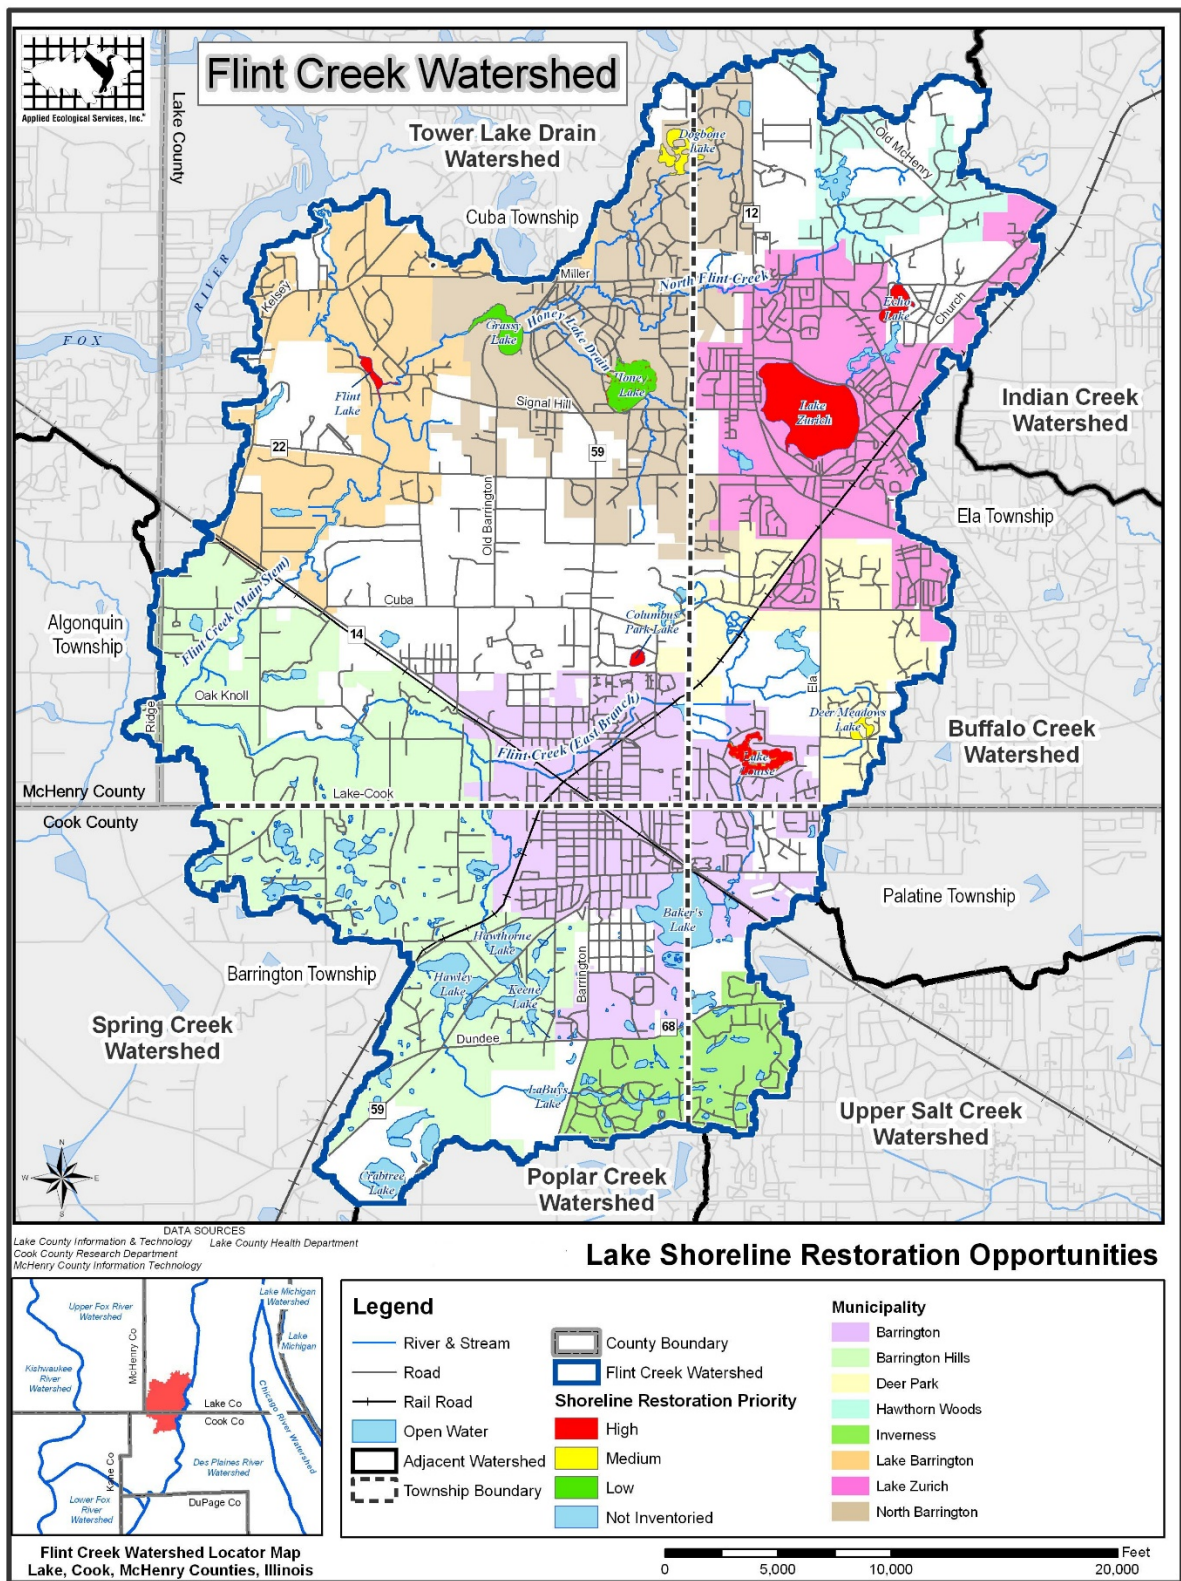 Applied Ecological Services, Inc.®
Flint Creek Watershed
Lake County
Tower Lake Drain
Watershed
Cuba Township
Dogbone
Lake
Old McHenry
12
Kelsey
Miller
North Flint Creek
RIVER
FOX
Grassy
Lake
Honey Lake Drain
Echo
Lake
Church
Flint
Lake
Honey
Lake
Signal Hill
Lake
Zurich
Indian Creek
Watershed
22
59
Old Barrington
Ela Township
Flint Creek (Main Stem)
Cuba
Columbus
Park Lake
Algonquin
Township
14
Oak Knoll
Ridge
Ela
Flint Creek (East Branch)
Deer Meadows
Lake
Buffalo Creek
Watershed
Lake
Louise
McHenry County
Lake-Cook
Cook County
Palatine Township
Baker's
Lake
Hawthorne
Lake
Barrington Township
Hawley
Lake
Keene
Lake
Barrington
Spring Creek
Watershed
68
Dundee
LaBuys
Lake
59
Upper Salt Creek
Watershed
N
W
E
S
Crabtree
Lake
Poplar Creek
Watershed
DATA SOURCES
Lake County Information & Technology Lake County Health Department
Cook County Research Department
McHenry County Information Technology
Lake Shoreline Restoration Opportunities
Upper Fox River
Watershed
McHenry Co
Lake Michigan
Watershed
Lake
Michigan
Kishwaukee
River
Watershed
Lake Co
Cook Co
Chicago River Watershed
Des Plaines River
Watershed
Kane Co
Lower Fox
River
Watershed
DuPage Co
Flint Creek Watershed Locator Map
Lake, Cook, McHenry Counties, Illinois
Legend
River & Stream
Road
Rail Road
Open Water
Adjacent Watershed
Township Boundary
County Boundary
Flint Creek Watershed
Shoreline Restoration Priority
High
Medium
Low
Not Inventoried
Municipality
Barrington
Barrington Hills
Deer Park
Hawthorn Woods
Inverness
Lake Barrington
Lake Zurich
North Barrington
Feet
0 5,000 10,000 20,000